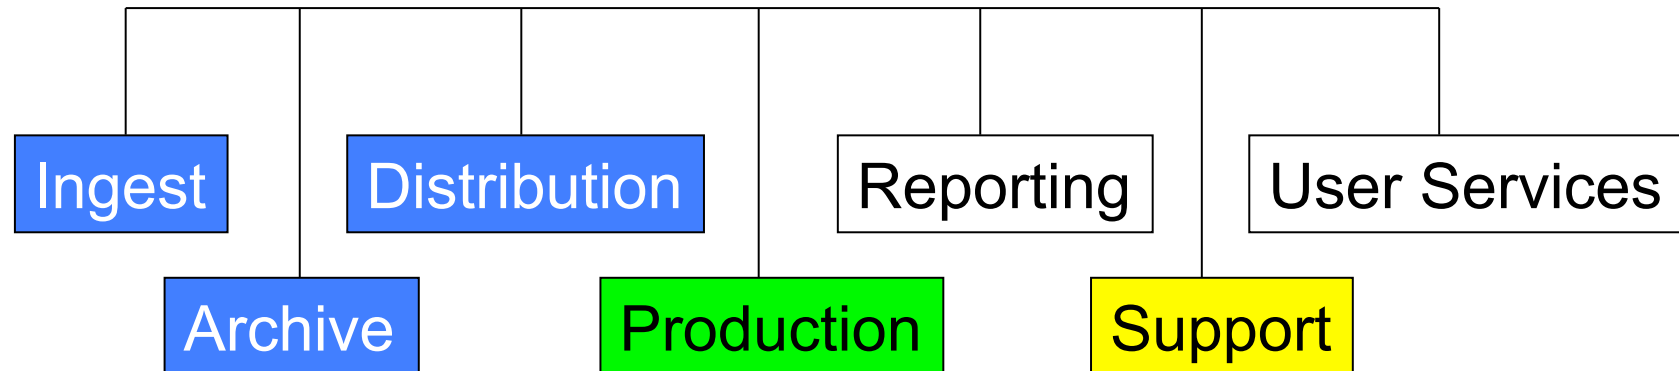 Ingest
Distribution
Reporting
User Services
Archive
Production
Support